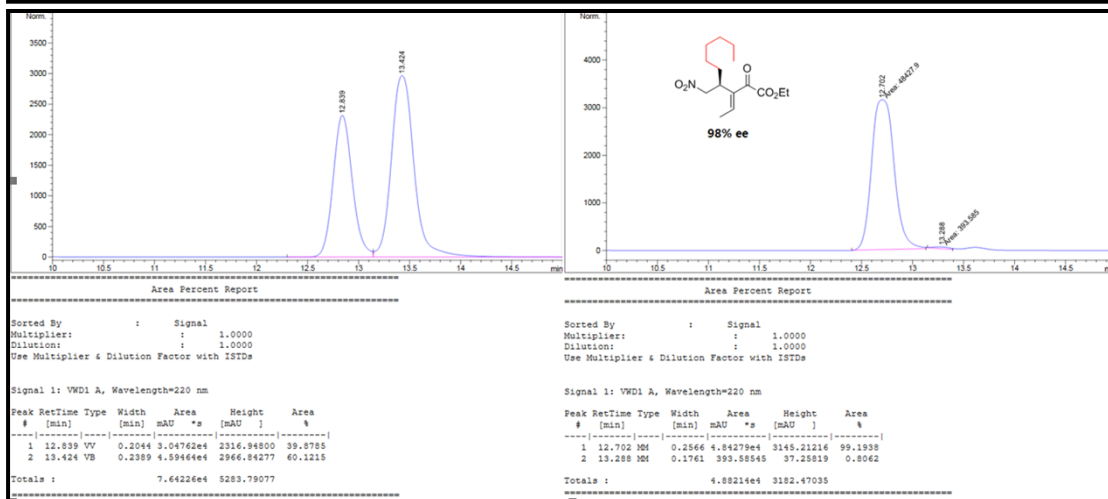 Norm.
3500
3000
2500
2000
1500
1000
500
0
12.839
13.424
10 10.5 11 11.5 12 12.5 13 13.5 14 14.5 min
Area Percent Report
Sorted By : Signal
Multiplier: : 1.0000
Dilution: : 1.0000
Use Multiplier & Dilution Factor with ISTDs
Signal 1: VWD1 A, Wavelength=220 nm
Peak RetTime Type Width Area Height Area
# [min] [min] mAU *s [mAU ] %
1 12.839 VV 0.2044 3.04762e4 2316.94800 39.8785
2 13.424 VB 0.2389 4.59464e4 2966.84277 60.1215
Totals : 7.64226e4 5283.79077
Norm.
4000
3000
2000
1000
0
O2N
O
CO2Et
98% ee
12.702
Area: 48427.9
13.288
Area: 393.585
10 10.5 11 11.5 12 12.5 13 13.5 14 14.5 min
Area Percent Report
Sorted By : Signal
Multiplier: : 1.0000
Dilution: : 1.0000
Use Multiplier & Dilution Factor with ISTDs
Signal 1: VWD1 A, Wavelength=220 nm
Peak RetTime Type Width Area Height Area
# [min] [min] mAU *s [mAU ] %
1 12.702 MM 0.2566 4.84279e4 3145.21216 99.1938
2 13.288 MM 0.1761 393.58545 37.25819 0.8062
Totals : 4.88214e4 3182.47035